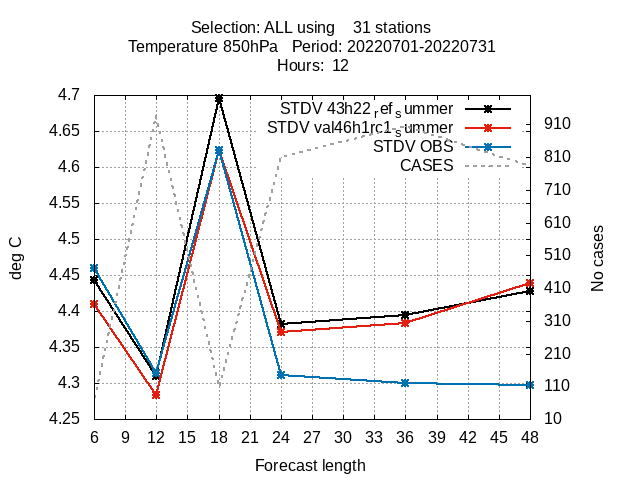 Selection: ALL using 31 stations
Temperature 850hPa Period: 20220701-20220731
Hours: 12
STDV 43h22ref_summer
STDV val46h1rc1_summer
STDV OBS
CASES
deg C
No cases
4.7
4.65
4.6
4.55
4.5
4.45
4.4
4.35
4.3
4.25
910
810
710
610
510
410
310
210
110
10
6 9 12 15 18 21 24 27 30 33 36 39 42 45 48
Forecast length